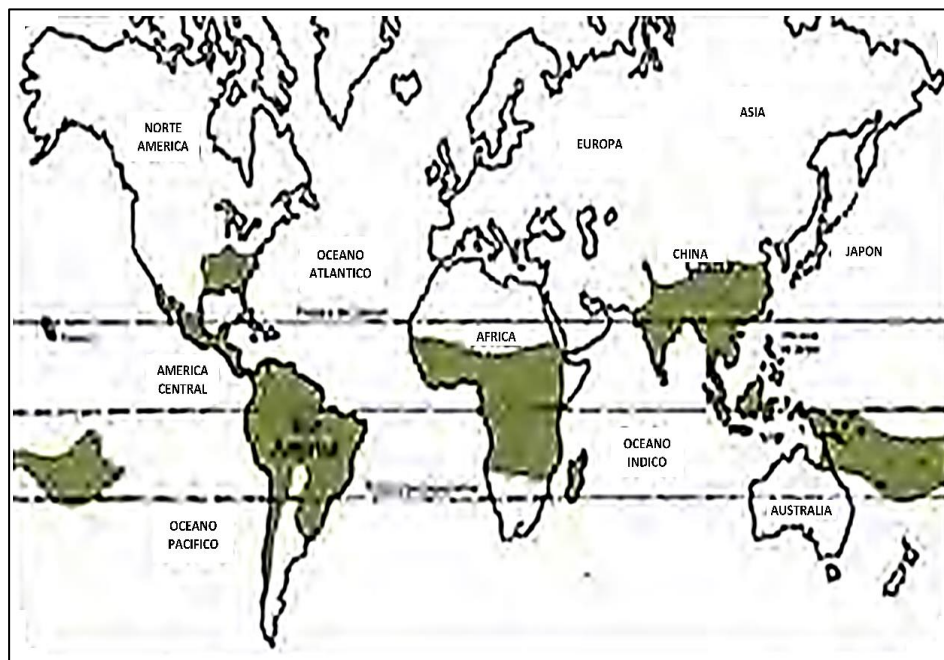 NORTE
AMERICA
ASIA
EUROPA
OCEANO
ATLANTICO
CHINA
JAPON
AFRICA
AMERICA
CENTRAL
OCEANO
INDICO
OCEANO
PACIFICO
AUSTRALIA